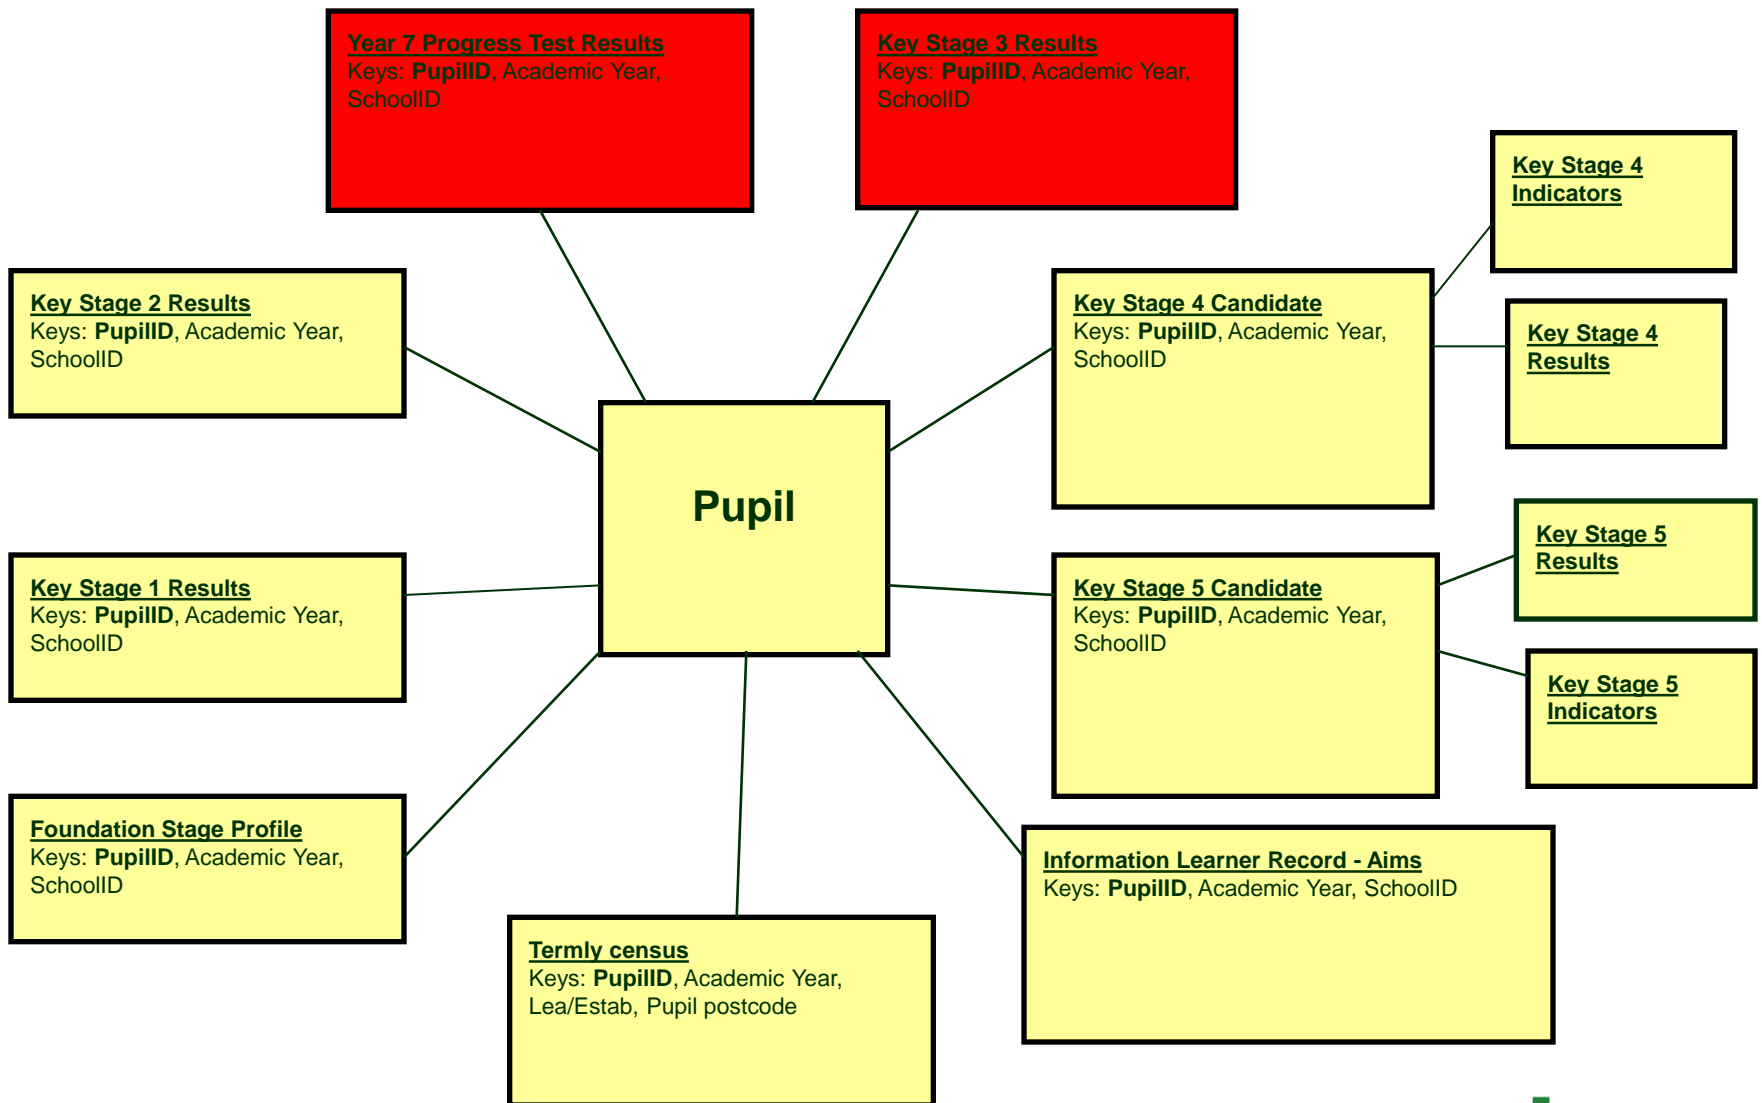 Year 7 Progress Test Results
Keys: PupilID, Academic Year,
SchoolID
Key Stage 3 Results
Keys: PupilID, Academic Year,
SchoolID
Key Stage 4
Indicators
Key Stage 2 Results
Keys: PupilID, Academic Year,
SchoolID
Key Stage 4 Candidate
Keys: PupilID, Academic Year,
SchoolID
Key Stage 4
Results
Pupil
Key Stage 5
Results
Key Stage 1 Results
Keys: PupilID, Academic Year,
SchoolID
Key Stage 5 Candidate
Keys: PupilID, Academic Year,
SchoolID
Key Stage 5
Indicators
Foundation Stage Profile
Keys: PupilID, Academic Year,
SchoolID
Information Learner Record - Aims
Keys: PupilID, Academic Year, SchoolID
Termly census
Keys: PupilID, Academic Year,
Lea/Estab, Pupil postcode